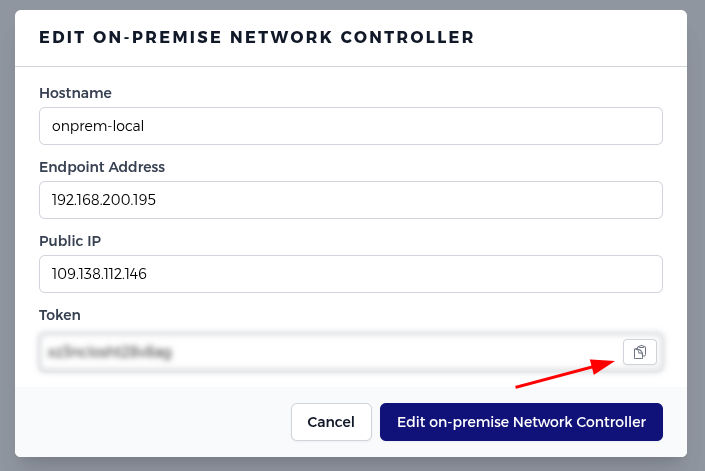 EDIT ON-PREMISE NETWORK CONTROLLER
Hostname
onprem-local
Endpoint Address
192.168.200.195
Public IP
109.138.112.146
Token
Cancel
Edit on-premise Network Controller